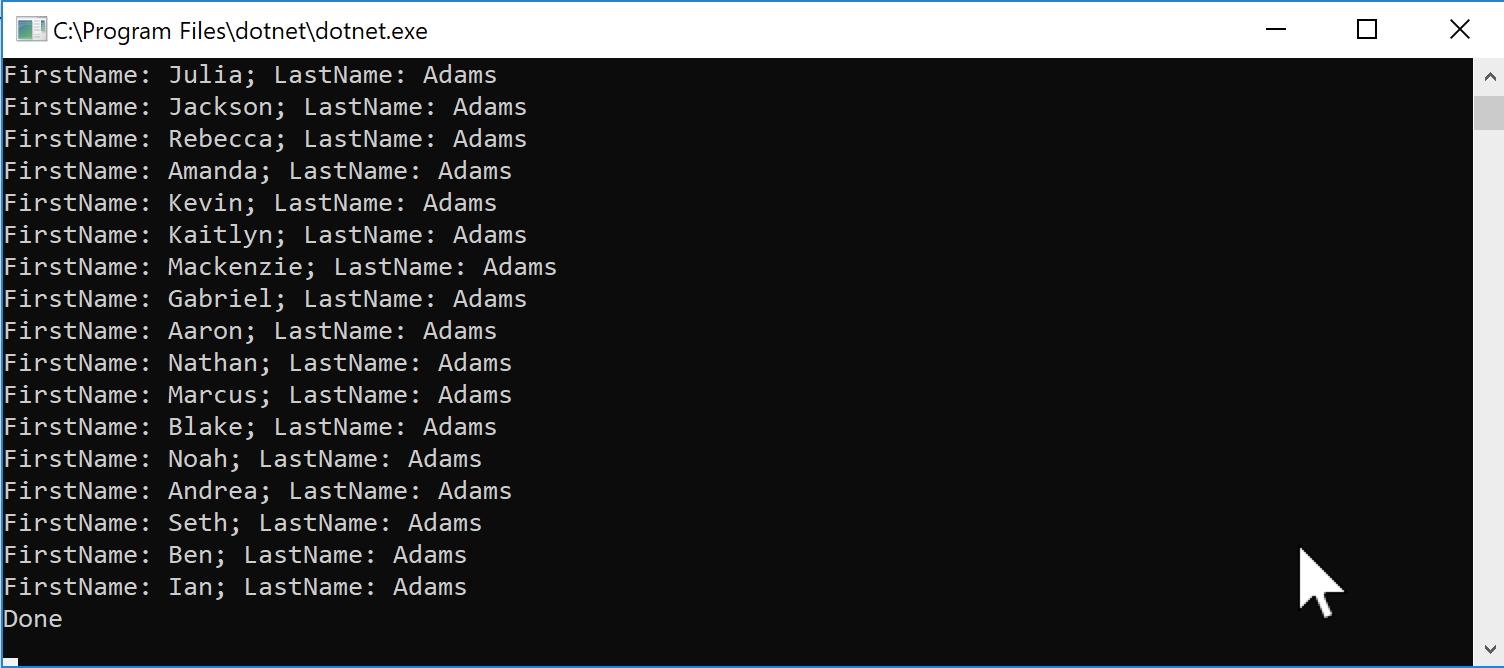 C:\Program Files\dotnet\dotnet.exe
FirstName: Julia; LastName: Adams
FirstName: Jackson; LastName: Adams
FirstName: Rebecca; LastName: Adams
FirstName: Amanda; LastName: Adams
FirstName: Kevin; LastName: Adams
FirstName: Kaitlyn; LastName: Adams
FirstName: Mackenzie; LastName: Adams
FirstName: Gabriel; LastName: Adams
FirstName: Aaron; LastName: Adams
FirstName: Nathan; LastName: Adams
FirstName: Marcus; LastName: Adams
FirstName: Blake; LastName: Adams
FirstName: Noah; LastName: Adams
FirstName: Andrea; LastName: Adams
FirstName: Seth; LastName: Adams
FirstName: Ben; LastName: Adams
FirstName: Ian; LastName: Adams
Done